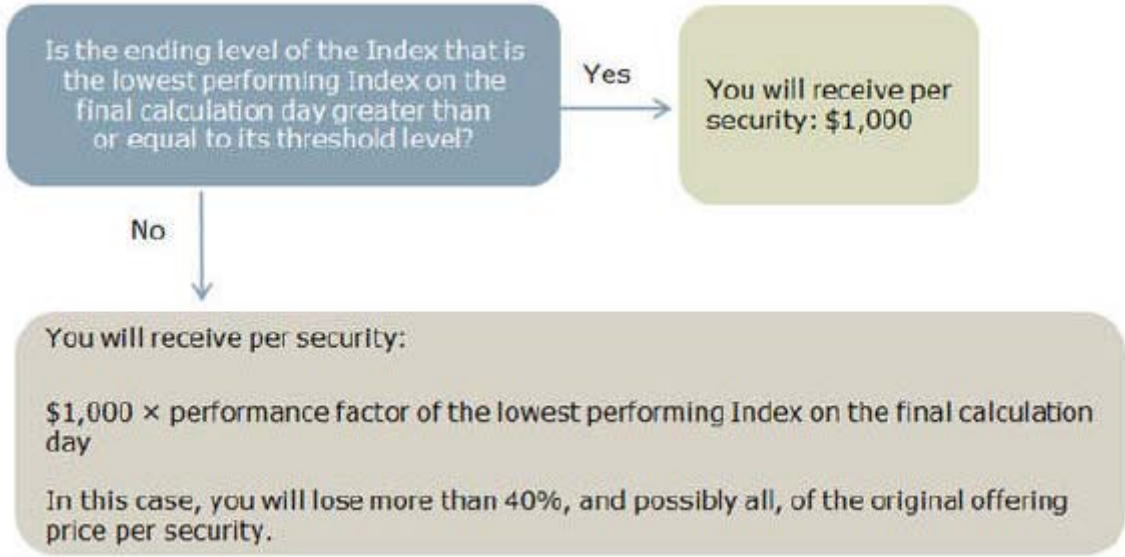 Is the ending level of the Index that is
the lowest performing Index on the
final calculation day greater than
or equal to its threshold level?
Yes
You will receive per
security: $1,000
No
You will receive per security:
$1,000 × performance factor of the lowest performing Index on the final calculation
day
In this case, you will lose more than 40%, and possibly all, of the original offering
price per security.